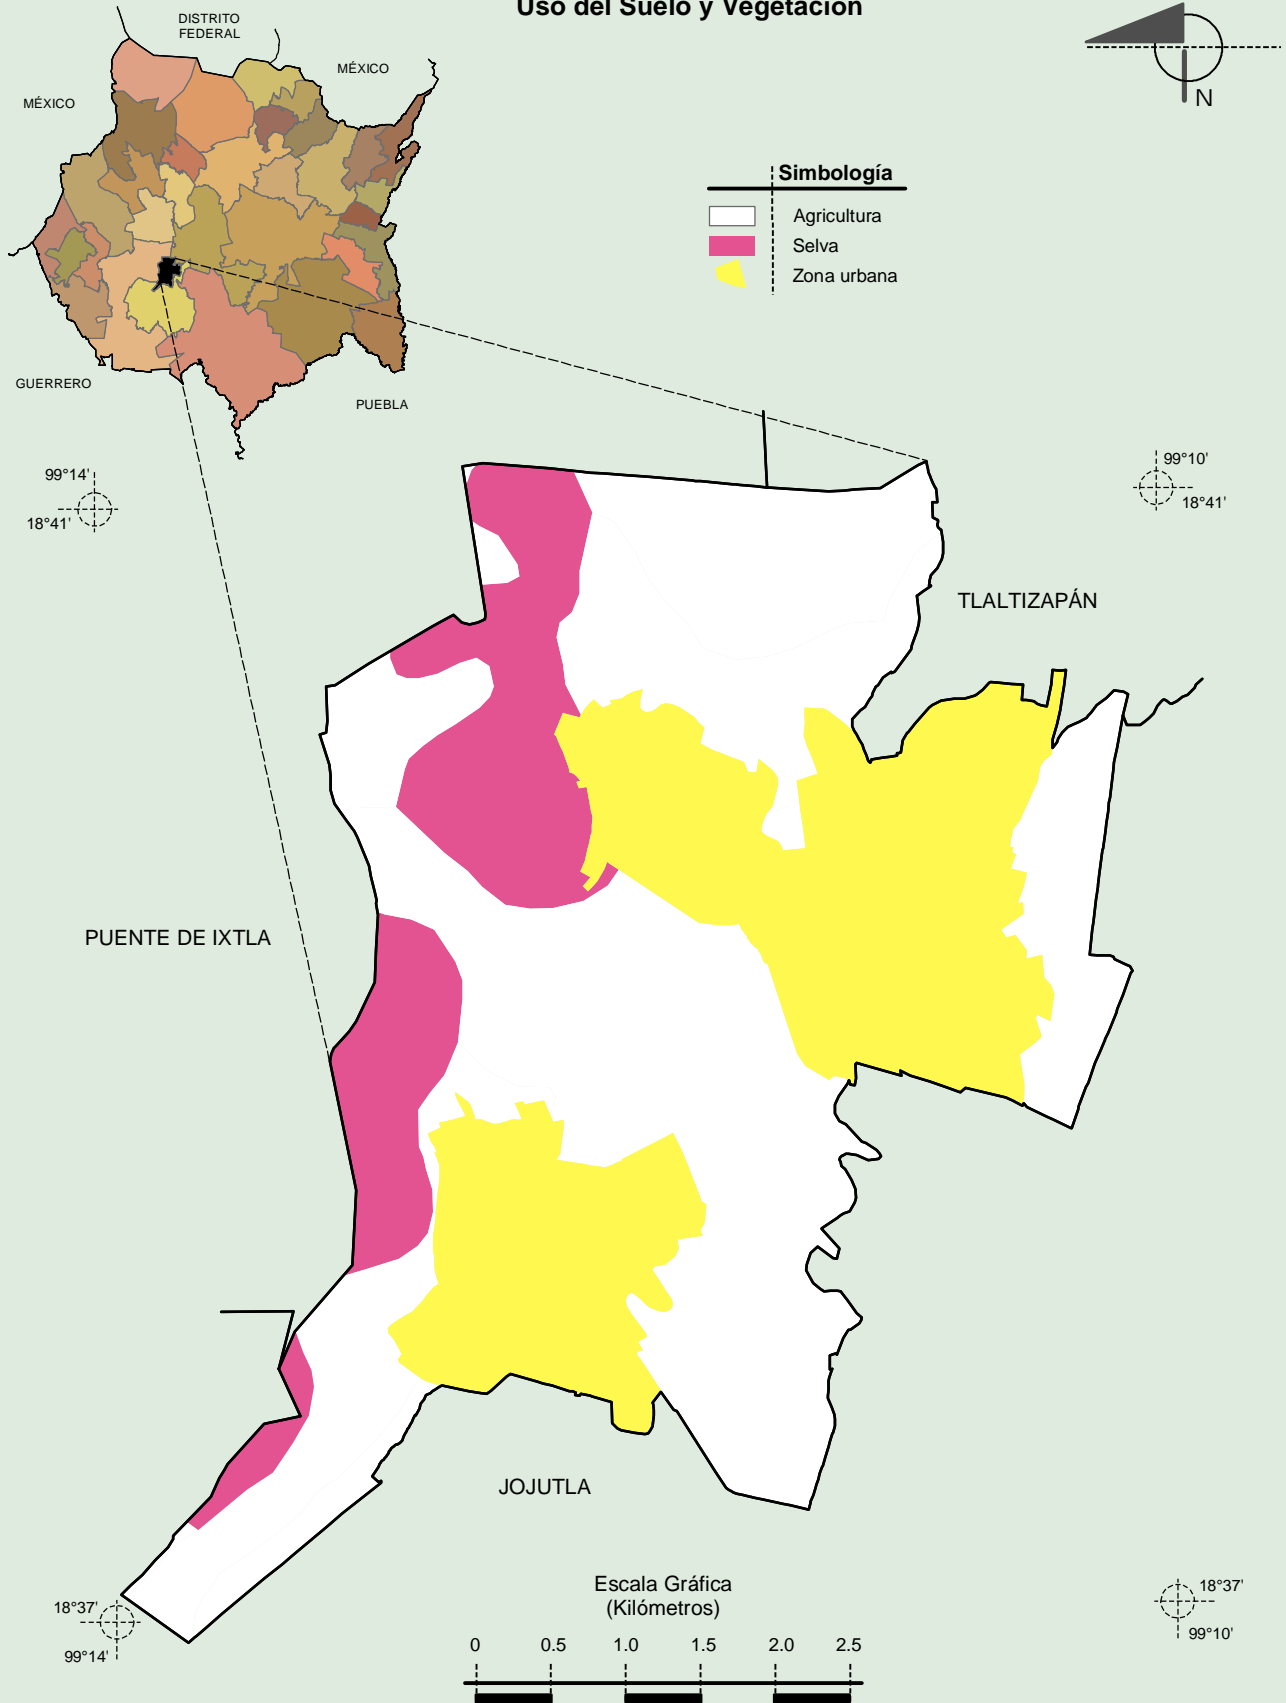 Uso del Suelo y Vegetación
DISTRITO
FEDERAL
MÉXICO
MÉXICO
N
Simbología
Agricultura
Selva
Zona urbana
GUERRERO
PUEBLA
99°14'
18°41'
99°10'
18°41'
TLALTIZAPÁN
PUENTE DE IXTLA
JOJUTLA
Escala Gráfica
(Kilómetros)
18°37'
99°14'
18°37'
99°10'
0 0.5 1.0 1.5 2.0 2.5